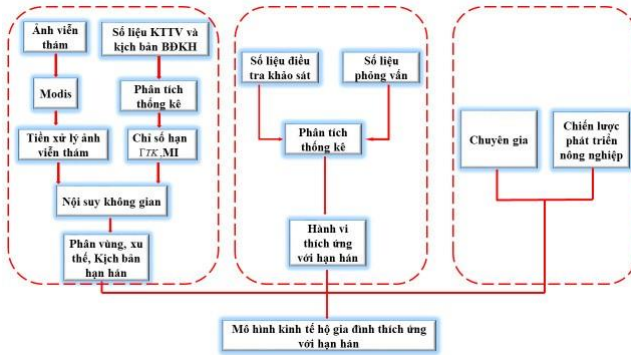 Ảnh viễn
thám
Số liệu KTTV và
kịch bản BĐKH
Modis
Phân tích
thống kê
Tiền xử lý ảnh
viễn thám
Chỉ số hạn
ΓTK,MI
Nội suy không gian
Phân vùng, xu
thế, Kịch bản
hạn hán
Số liệu điều
tra khảo sát
Số liệu
phỏng vấn
Phân tích
thống kê
Hành vi
thích ứng
với hạn hán
Chuyên gia
Chiến lược
phát triển
nông nghiệp
Mô hình kinh tế hộ gia đình thích ứng
với hạn hán